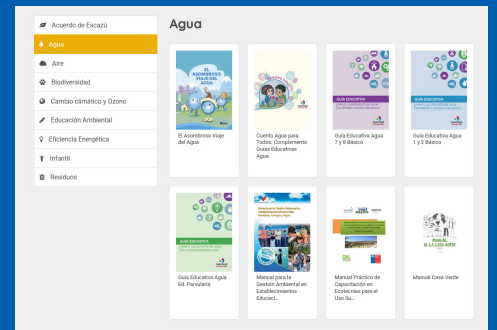 Acuerdo de Escazú
Agua
Aire
Biodiversidad
Cambio climático y Ozono
Educación Ambiental
Eficiencia Energética
Infantil
Residuos
Agua
EL
ASOMBROSO
VIAJE DEL
AGUA
El Asombroso Viaje
del Agua
Cuento Agua para
Todos. Complemento
Guías Educativas
Agua
GUÍA EDUCATIVA
Guía Educativa Agua
7 y 8 Básico
GUÍA EDUCATIVA
Guía Educativa Agua
1 y 2 Básico
GUÍA EDUCATIVA
Guía Educativa Agua
Ed. Parvularia
Manual para la
Gestión Ambiental en
Establecimientos
Educaci...
Manual Práctico de
Capacitación en
Ecotecnias para el
Uso Su...
MANUAL
DE LA CASA VERDE
Manual Casa Verde